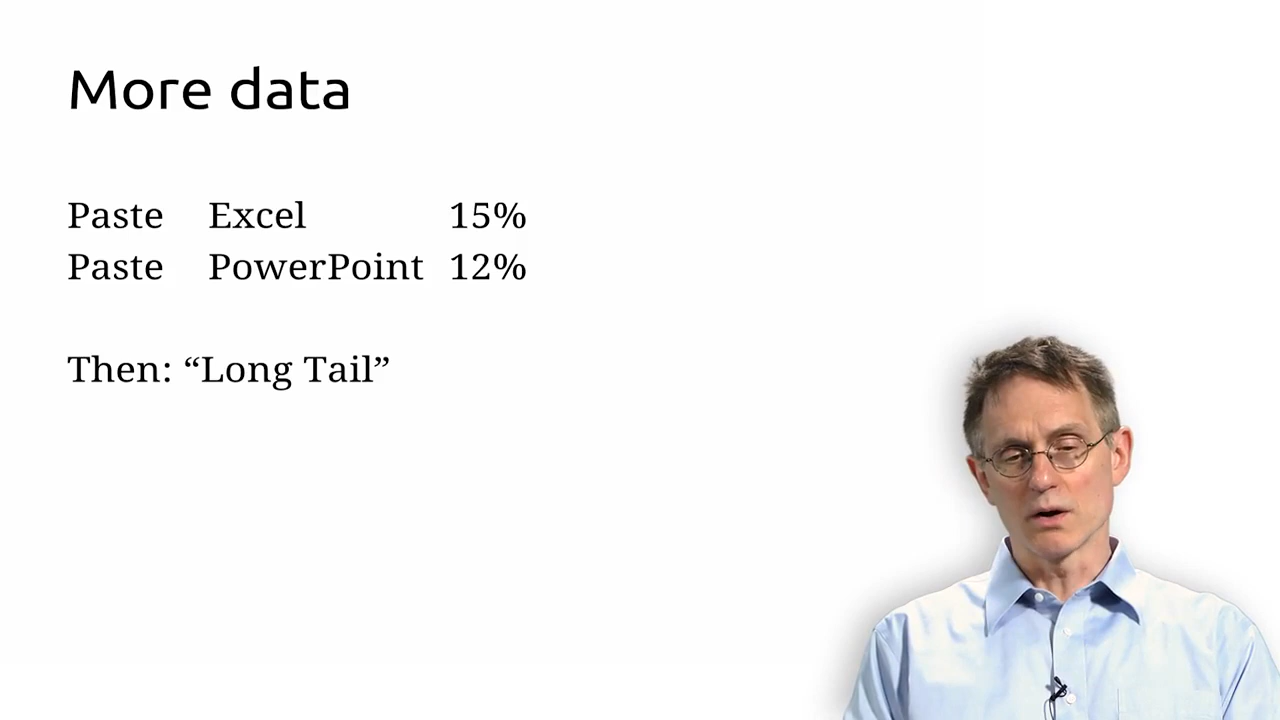 More data
Paste Excel 15%
Paste PowerPoint 12%
Then: “Long Tail”